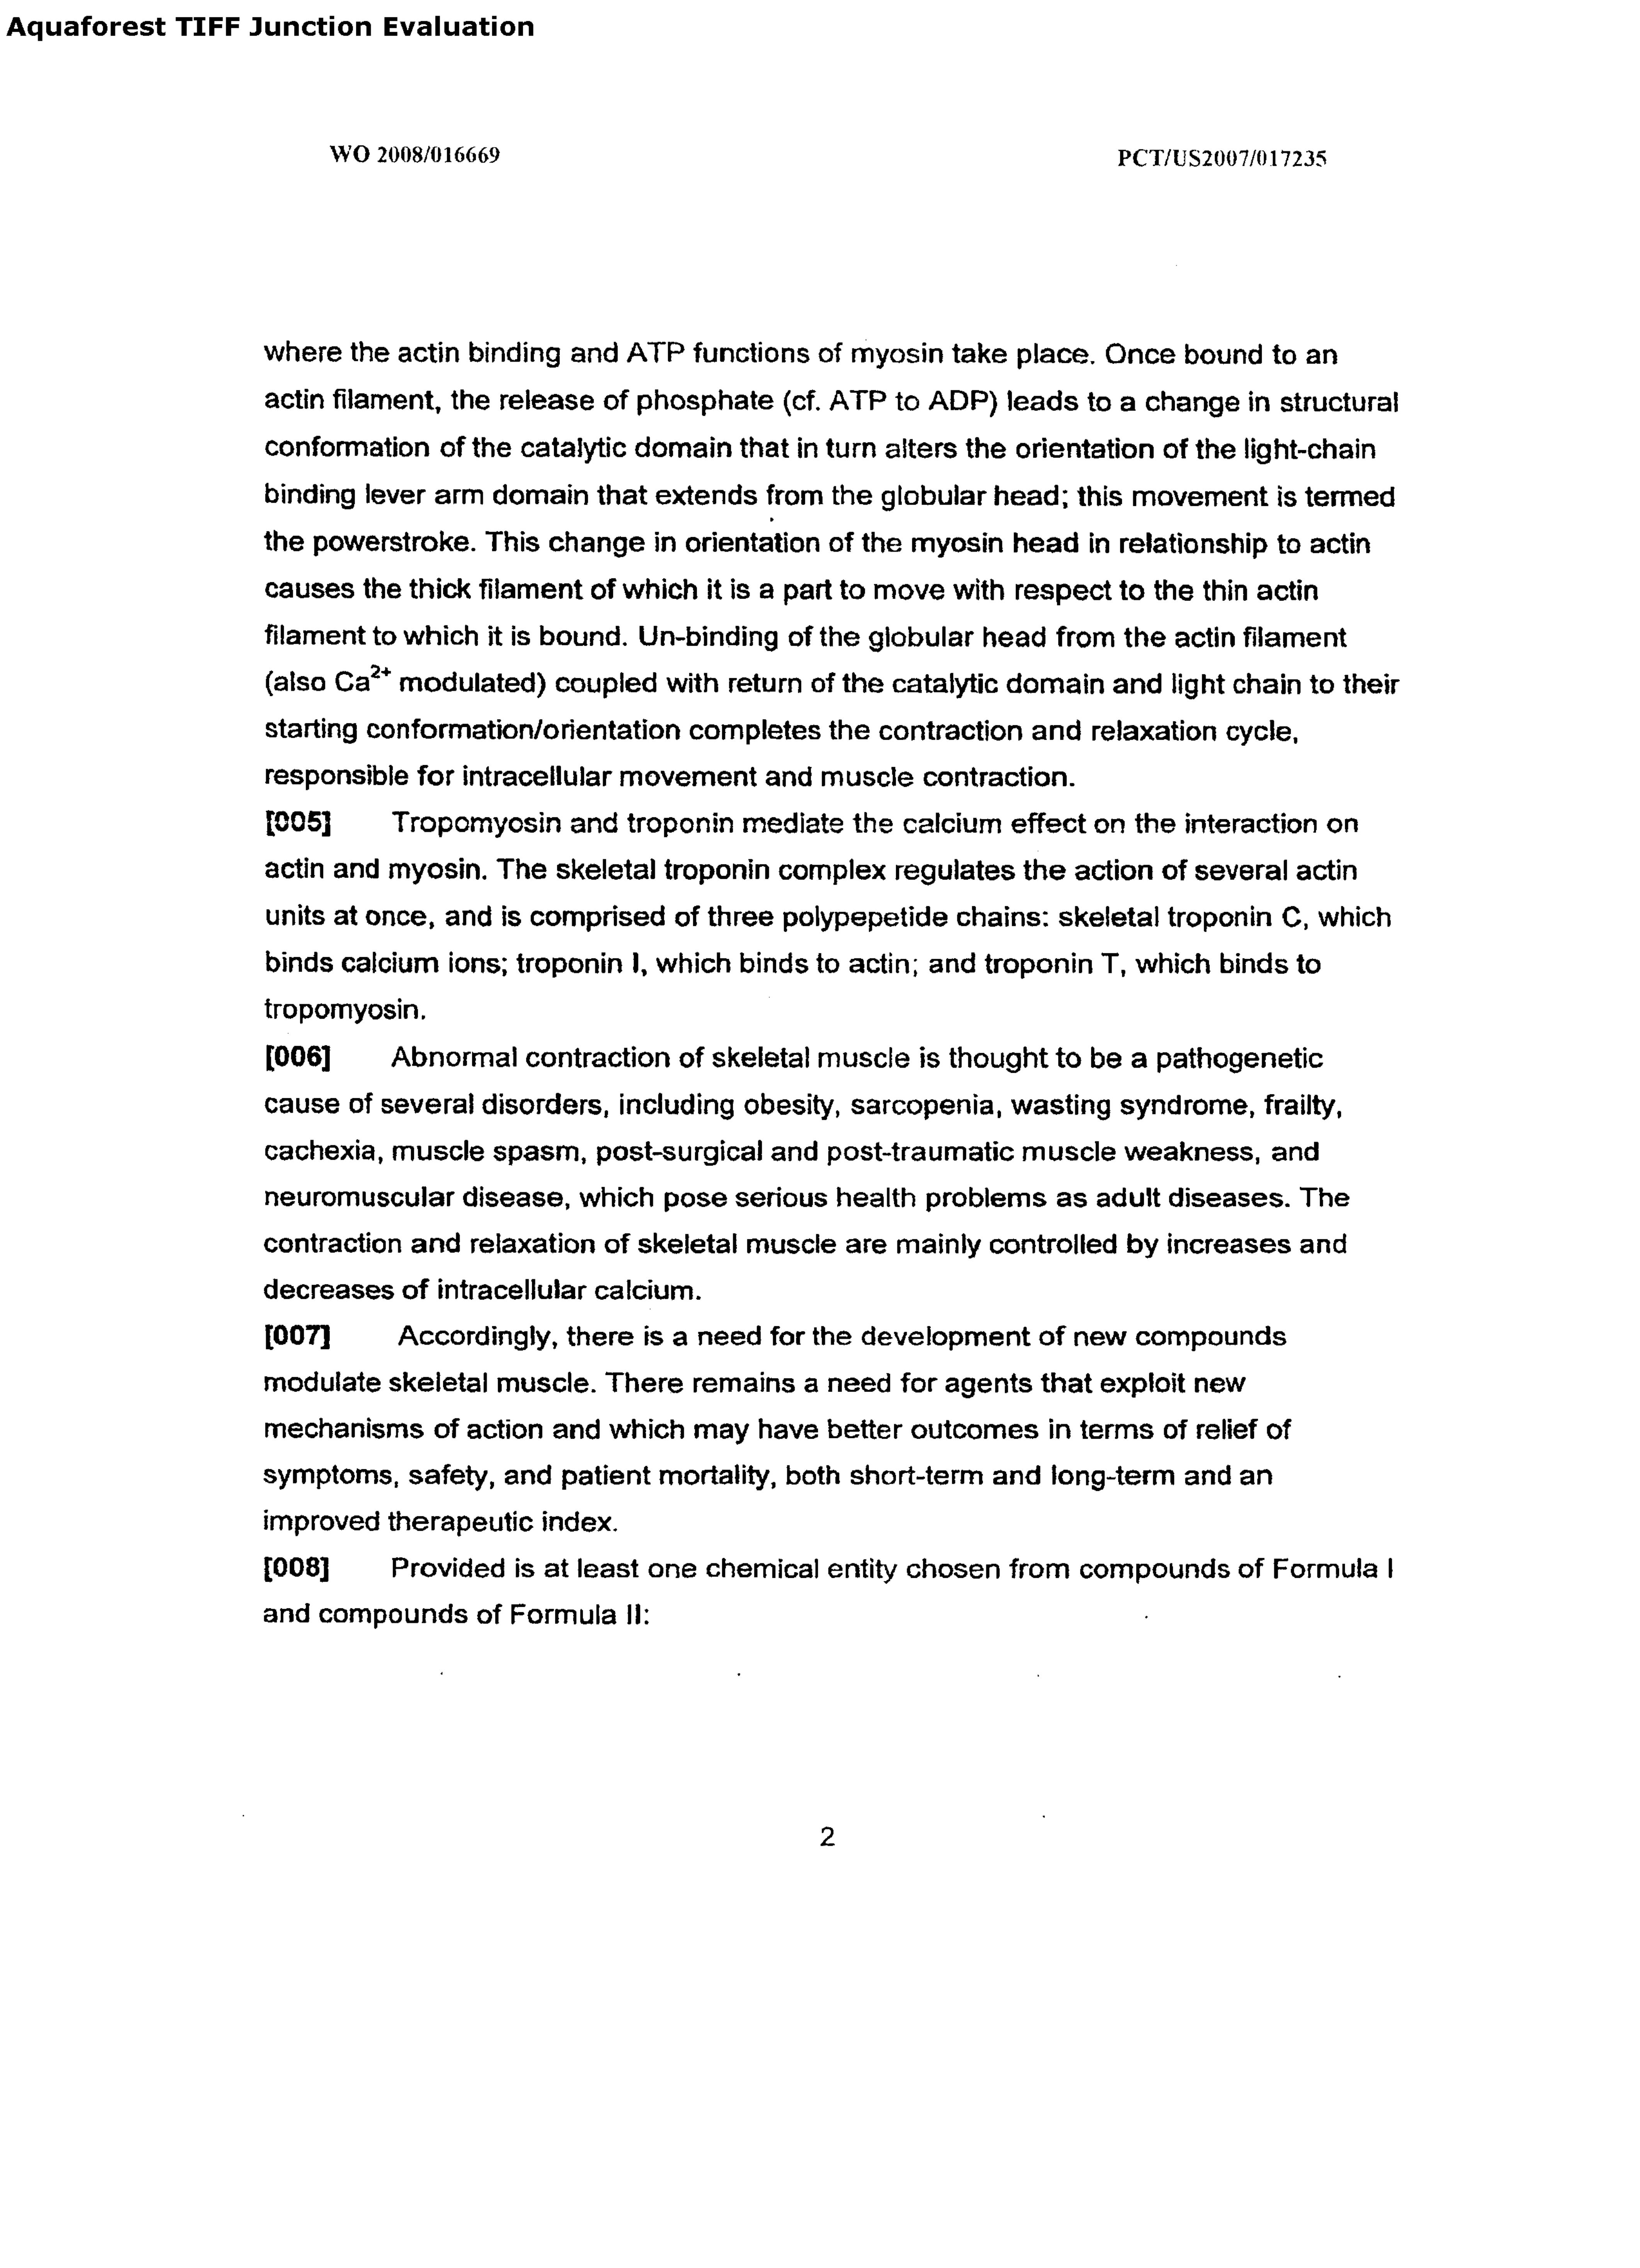 Aquaforest TIFF Junction Evaluation
WO 2008/016669
PCT/US2007/017235
where the actin binding and ATP functions of myosin take place. Once bound to an
actin filament, the release of phosphate (cf. ATP to ADP) leads to a change in structural
conformation of the catalytic domain that in turn alters the orientation of the light-chain
binding lever arm domain that extends from the globular head; this movement is termed
the powerstroke. This change in orientation of the myosin head in relationship to actin
causes the thick filament of which it is a part to move with respect to the thin actin
filament to which it is bound. Un-binding of the globular head from the actin filament
(also Ca²⁺ modulated) coupled with return of the catalytic domain and light chain to their
starting conformation/orientation completes the contraction and relaxation cycle,
responsible for intracellular movement and muscle contraction.
[005] Tropomyosin and troponin mediate the calcium effect on the interaction on
actin and myosin. The skeletal troponin complex regulates the action of several actin
units at once, and is comprised of three polypepetide chains: skeletal troponin C, which
binds calcium ions; troponin I, which binds to actin; and troponin T, which binds to
tropomyosin.
[006] Abnormal contraction of skeletal muscle is thought to be a pathogenetic
cause of several disorders, including obesity, sarcopenia, wasting syndrome, frailty,
cachexia, muscle spasm, post-surgical and post-traumatic muscle weakness, and
neuromuscular disease, which pose serious health problems as adult diseases. The
contraction and relaxation of skeletal muscle are mainly controlled by increases and
decreases of intracellular calcium.
[007] Accordingly, there is a need for the development of new compounds
modulate skeletal muscle. There remains a need for agents that exploit new
mechanisms of action and which may have better outcomes in terms of relief of
symptoms, safety, and patient mortality, both short-term and long-term and an
improved therapeutic index.
[008] Provided is at least one chemical entity chosen from compounds of Formula I
and compounds of Formula II:
2